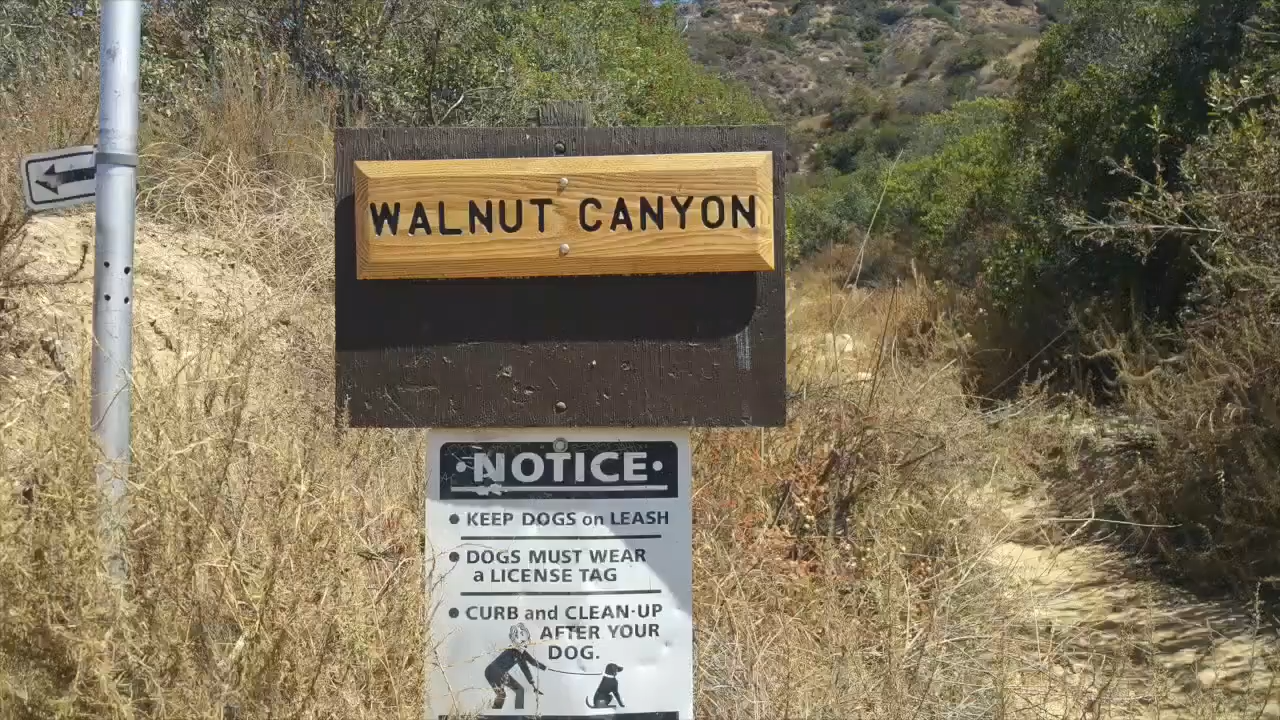 WALNUT CANYON
•NOTICE•
• KEEP DOGS on LEASH
• DOGS MUST WEAR
a LICENSE TAG
• CURB and CLEAN-UP
AFTER YOUR
DOG.